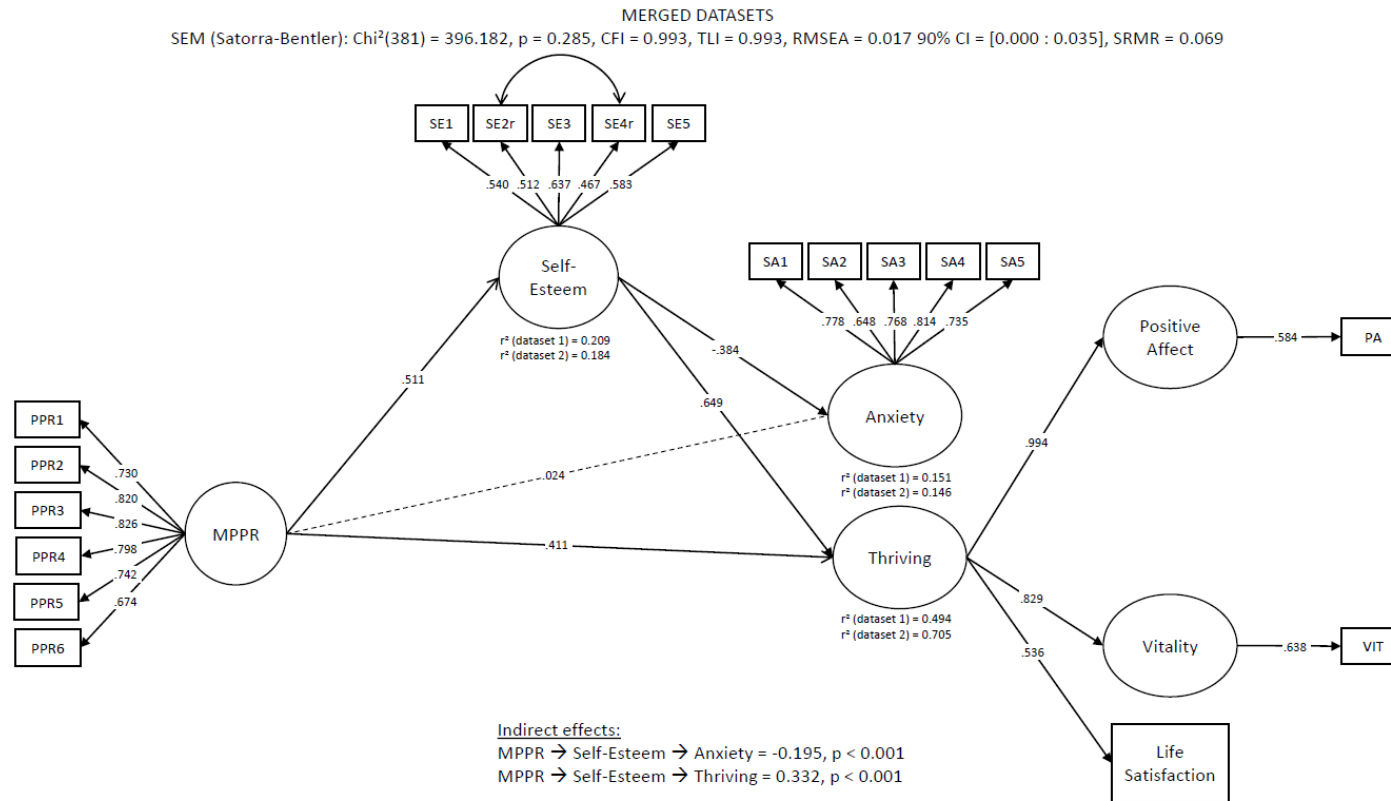 MERGED DATASETS
SEM (Satorra-Bentler): Chi²(381) = 396.182, p = 0.285, CFI = 0.993, TLI = 0.993, RMSEA = 0.017 90% CI = [0.000 : 0.035], SRMR = 0.069
SE1
SE2r
SE3
SE4r
SE5
.540
.512
.637
.467
.583
Self-
Esteem
r² (dataset 1) = 0.209
r² (dataset 2) = 0.184
SA1
SA2
SA3
SA4
SA5
.778
.648
.768
.814
.735
Anxiety
r² (dataset 1) = 0.151
r² (dataset 2) = 0.146
-.384
.649
.511
.024
.411
PPR1
PPR2
PPR3
PPR4
PPR5
PPR6
.730
.820
.826
.798
.742
.674
MPPR
Thriving
r² (dataset 1) = 0.494
r² (dataset 2) = 0.705
.994
.829
.536
Positive
Affect
.584
PA
Vitality
.638
VIT
Life
Satisfaction
Indirect effects:
MPPR → Self-Esteem → Anxiety = -0.195, p < 0.001
MPPR → Self-Esteem → Thriving = 0.332, p < 0.001